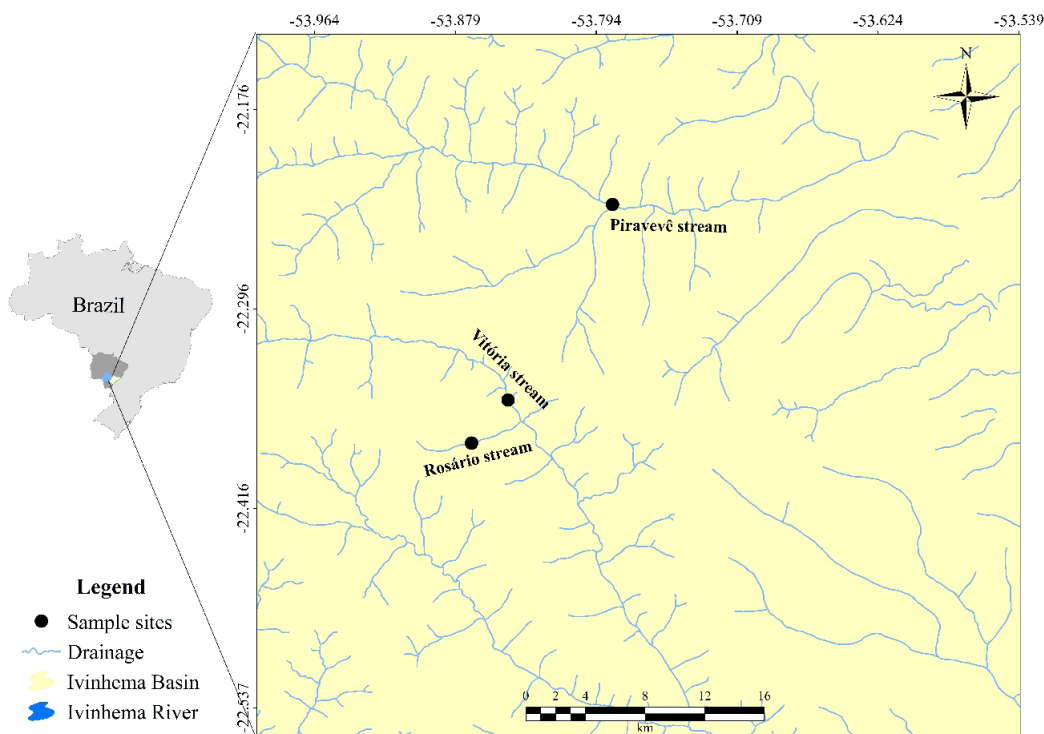 -53.964 -53.879 -53.794 -53.709 -53.624 -53.539
N
-22.176
Piravevê stream
-22.296
Brazil
Vitória stream
Rosário stream
-22.416
Legend
Sample sites
Drainage
Ivinhema Basin
Ivinhema River
-22.537
0 2 4 8 12 16
km